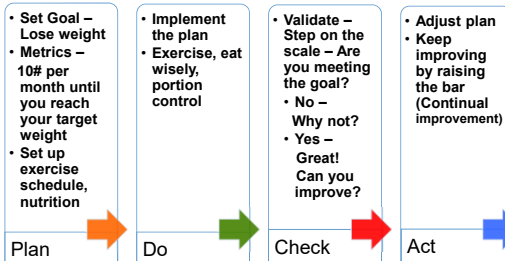 • Set Goal –
Lose weight
• Metrics –
10# per
month until
you reach
your target
weight
• Set up
exercise
schedule,
nutrition
Plan
• Implement
the plan
• Exercise, eat
wisely,
portion
control
Do
• Validate –
Step on the
scale – Are
you meeting
the goal?
• No –
Why not?
• Yes –
Great!
Can you
improve?
Check
• Adjust plan
• Keep
improving
by raising
the bar
(Continual
improvement)
Act